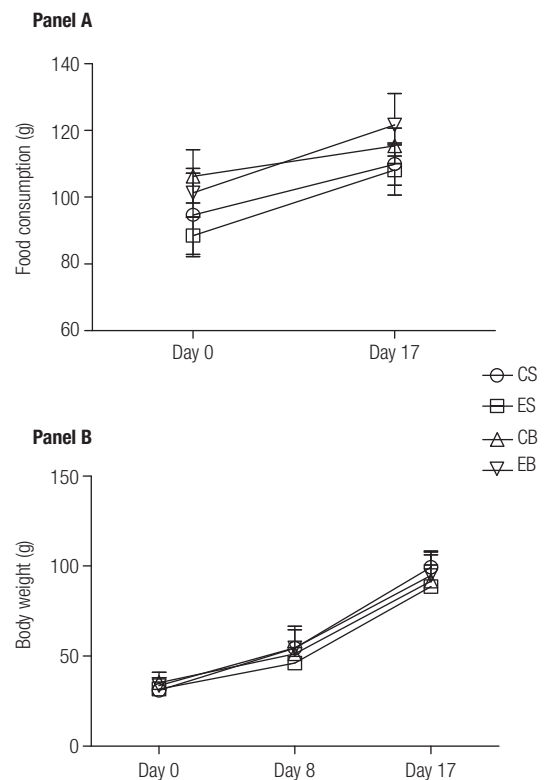 Panel A
140
120
100
80
60
Food consumption (g)
Day 0
Day 17
CS
ES
CB
EB
Panel B
150
100
50
0
Body weight (g)
Day 0
Day 8
Day 17